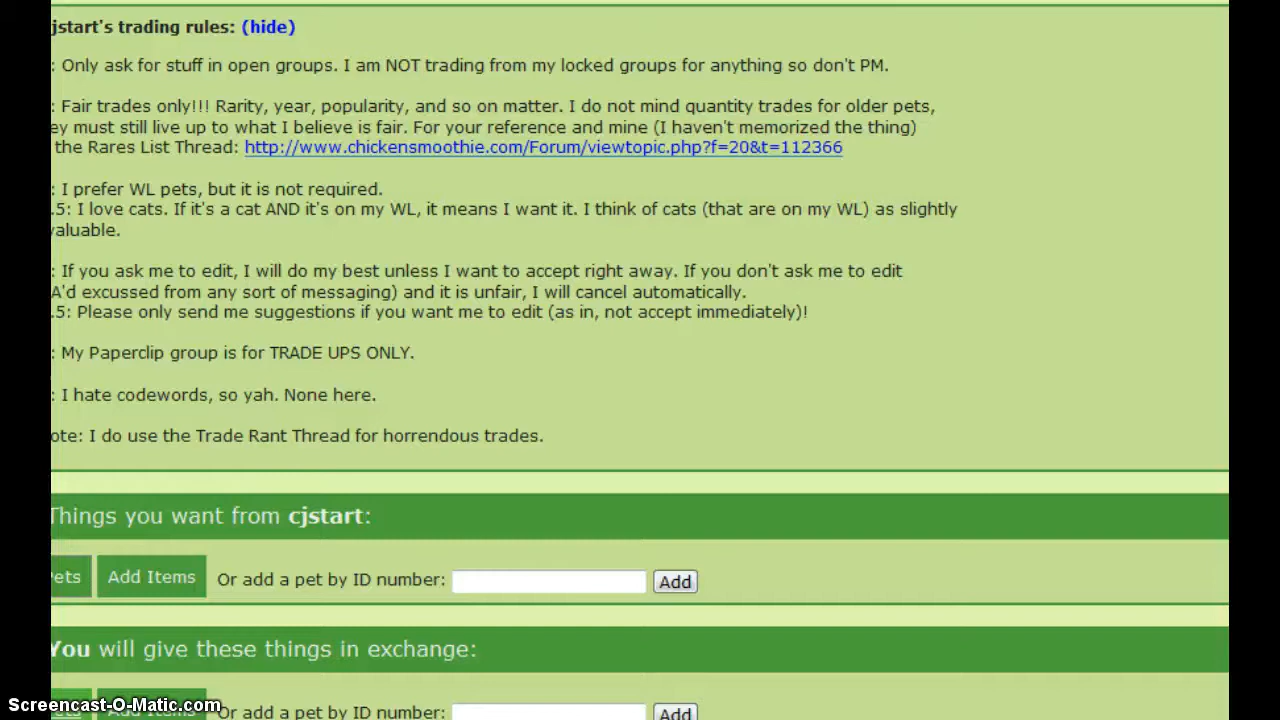 jstart's trading rules: (hide)
: Only ask for stuff in open groups. I am NOT trading from my locked groups for anything so don't PM.
: Fair trades only!!! Rarity, year, popularity, and so on matter. I do not mind quantity trades for older pets,
ey must still live up to what I believe is fair. For your reference and mine (I haven't memorized the thing)
the Rares List Thread: http://www.chickensmoothie.com/Forum/viewtopic.php?f=20&t=112366
: I prefer WL pets, but it is not required.
.5: I love cats. If it's a cat AND it's on my WL, it means I want it. I think of cats (that are on my WL) as slightly
valuable.
: If you ask me to edit, I will do my best unless I want to accept right away. If you don't ask me to edit
A'd excussed from any sort of messaging) and it is unfair, I will cancel automatically.
.5: Please only send me suggestions if you want me to edit (as in, not accept immediately)!
: My Paperclip group is for TRADE UPS ONLY.
: I hate codewords, so yah. None here.
ote: I do use the Trade Rant Thread for horrendous trades.
Things you want from cjstart:
Pets Add Items Or add a pet by ID number: Add
You will give these things in exchange:
Pets Add Items Or add a pet by ID number: Add
Screencast-O-Matic.com